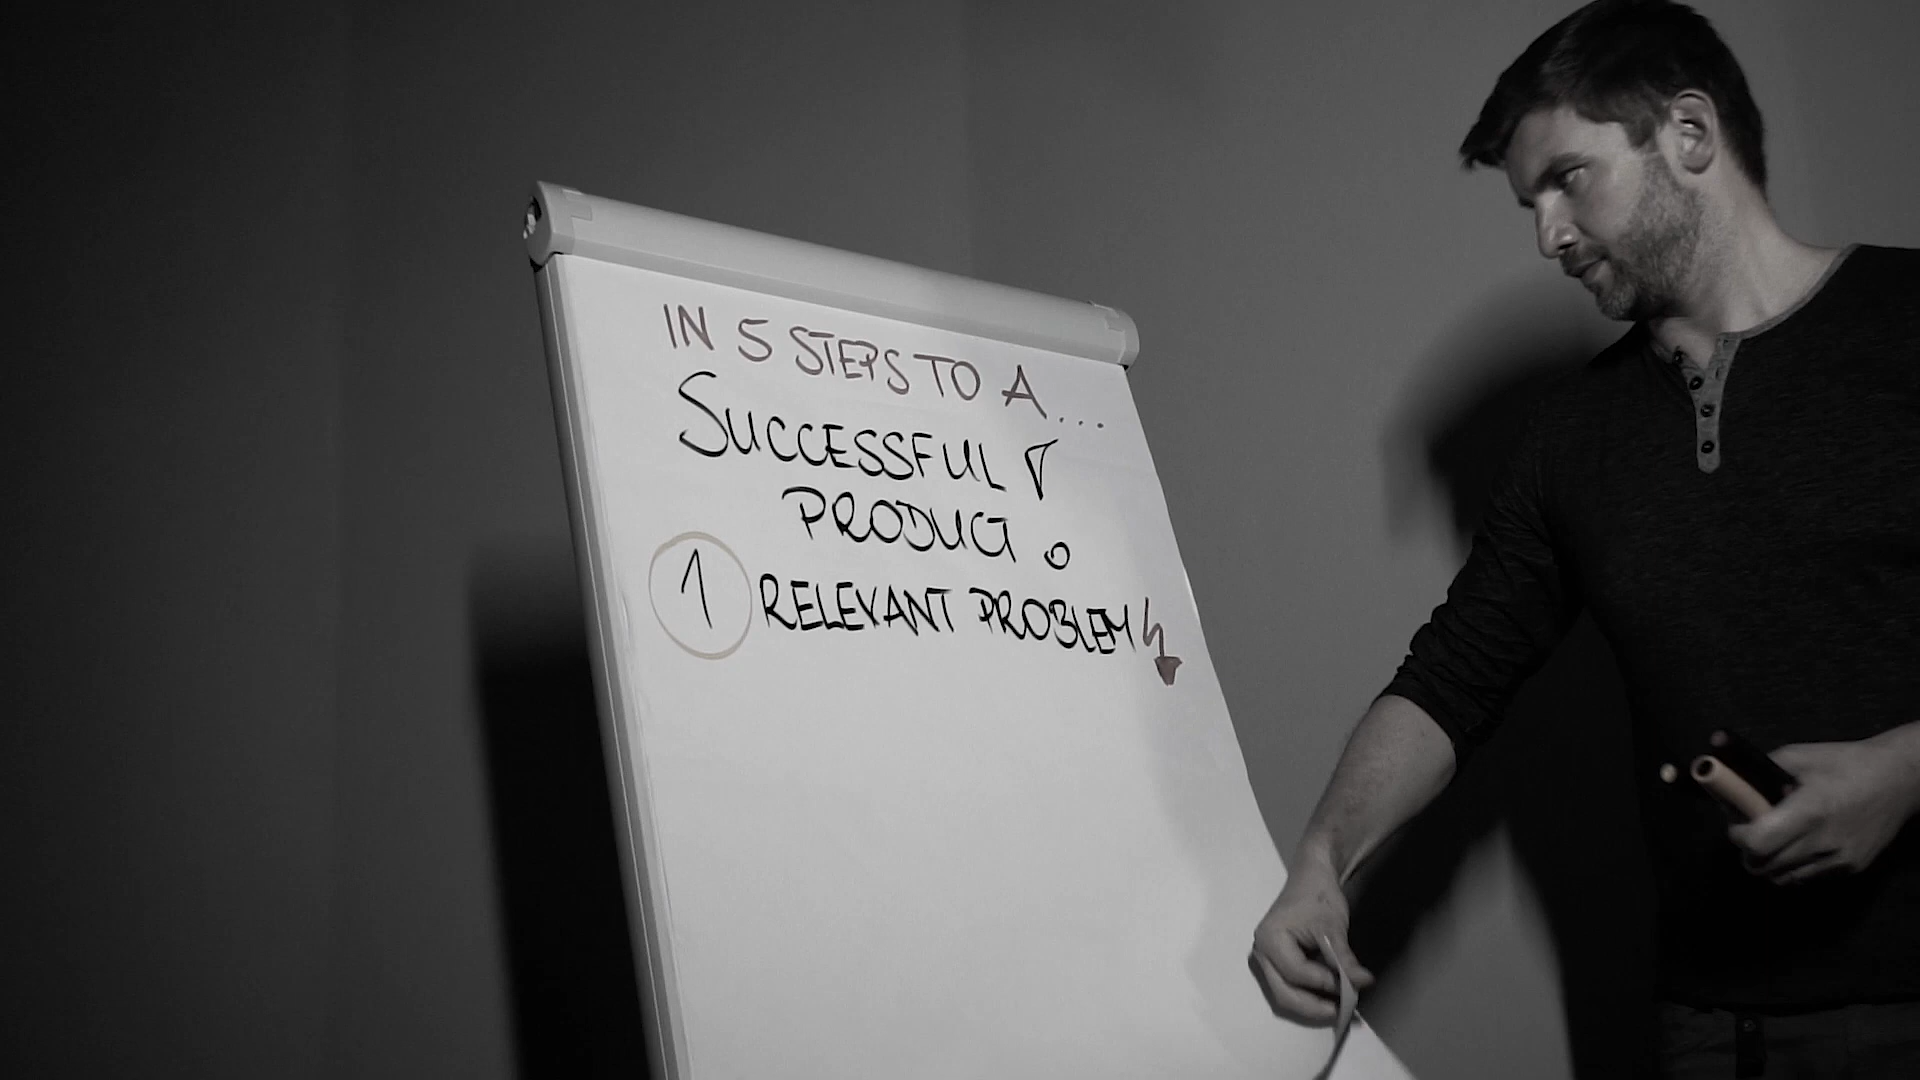 IN 5 STEPS TO A...
SUCCESSFUL
PRODUCT!
1 RELEVANT PROBLEM